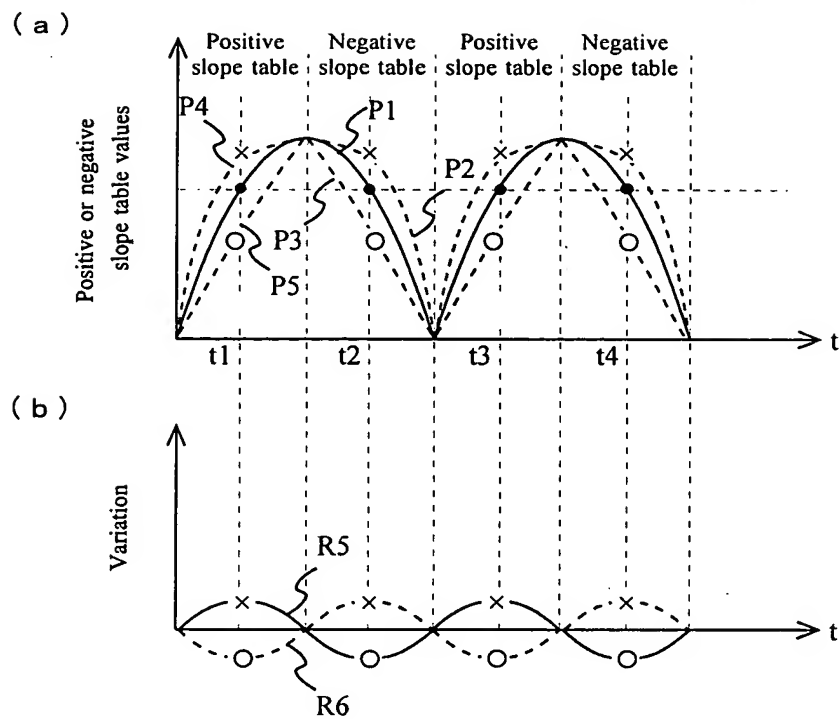 (a)
Positive slope table
Negative slope table
Positive slope table
Negative slope table
P4
P1
P2
P3
P5
Positive or negative slope table values
t1
t2
t3
t4
t
(b)
Variation
R5
R6
t